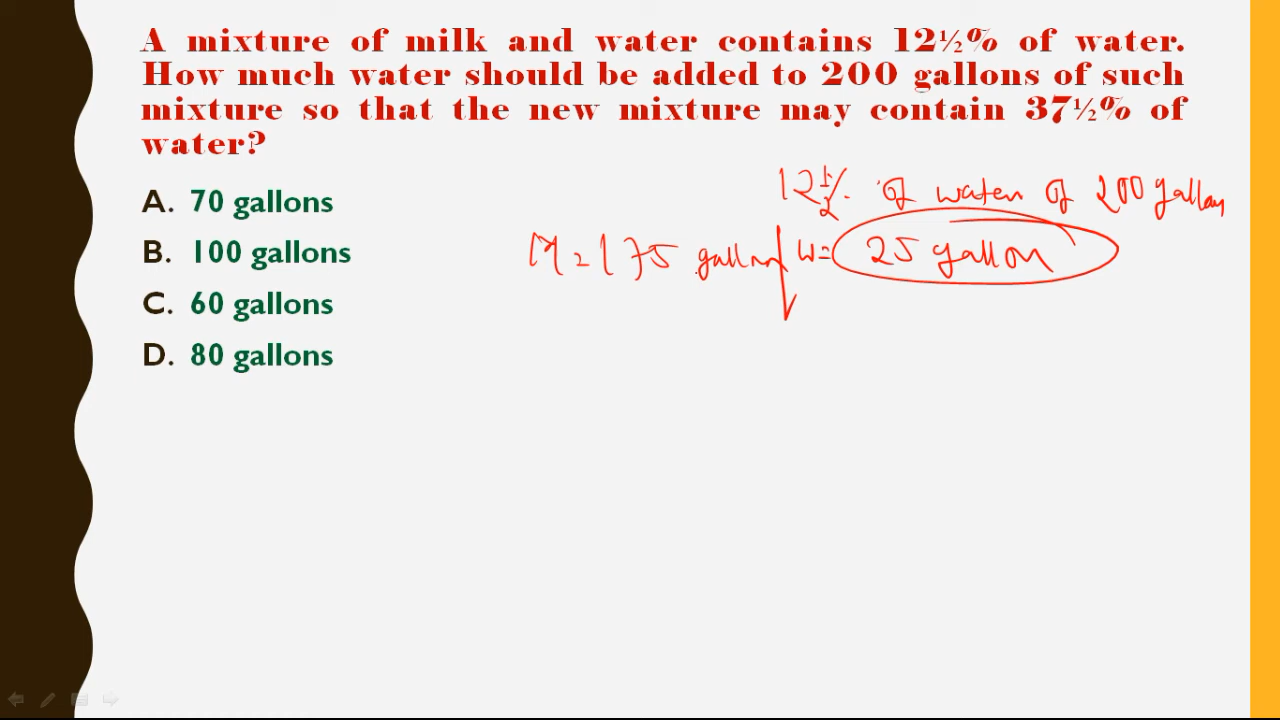 A mixture of milk and water contains 12½% of water.
How much water should be added to 200 gallons of such
mixture so that the new mixture may contain 37½% of
water?
A. 70 gallons
B. 100 gallons
C. 60 gallons
D. 80 gallons
12½% of water of 200 gallon
M = 175 gallon W = 25 gallon